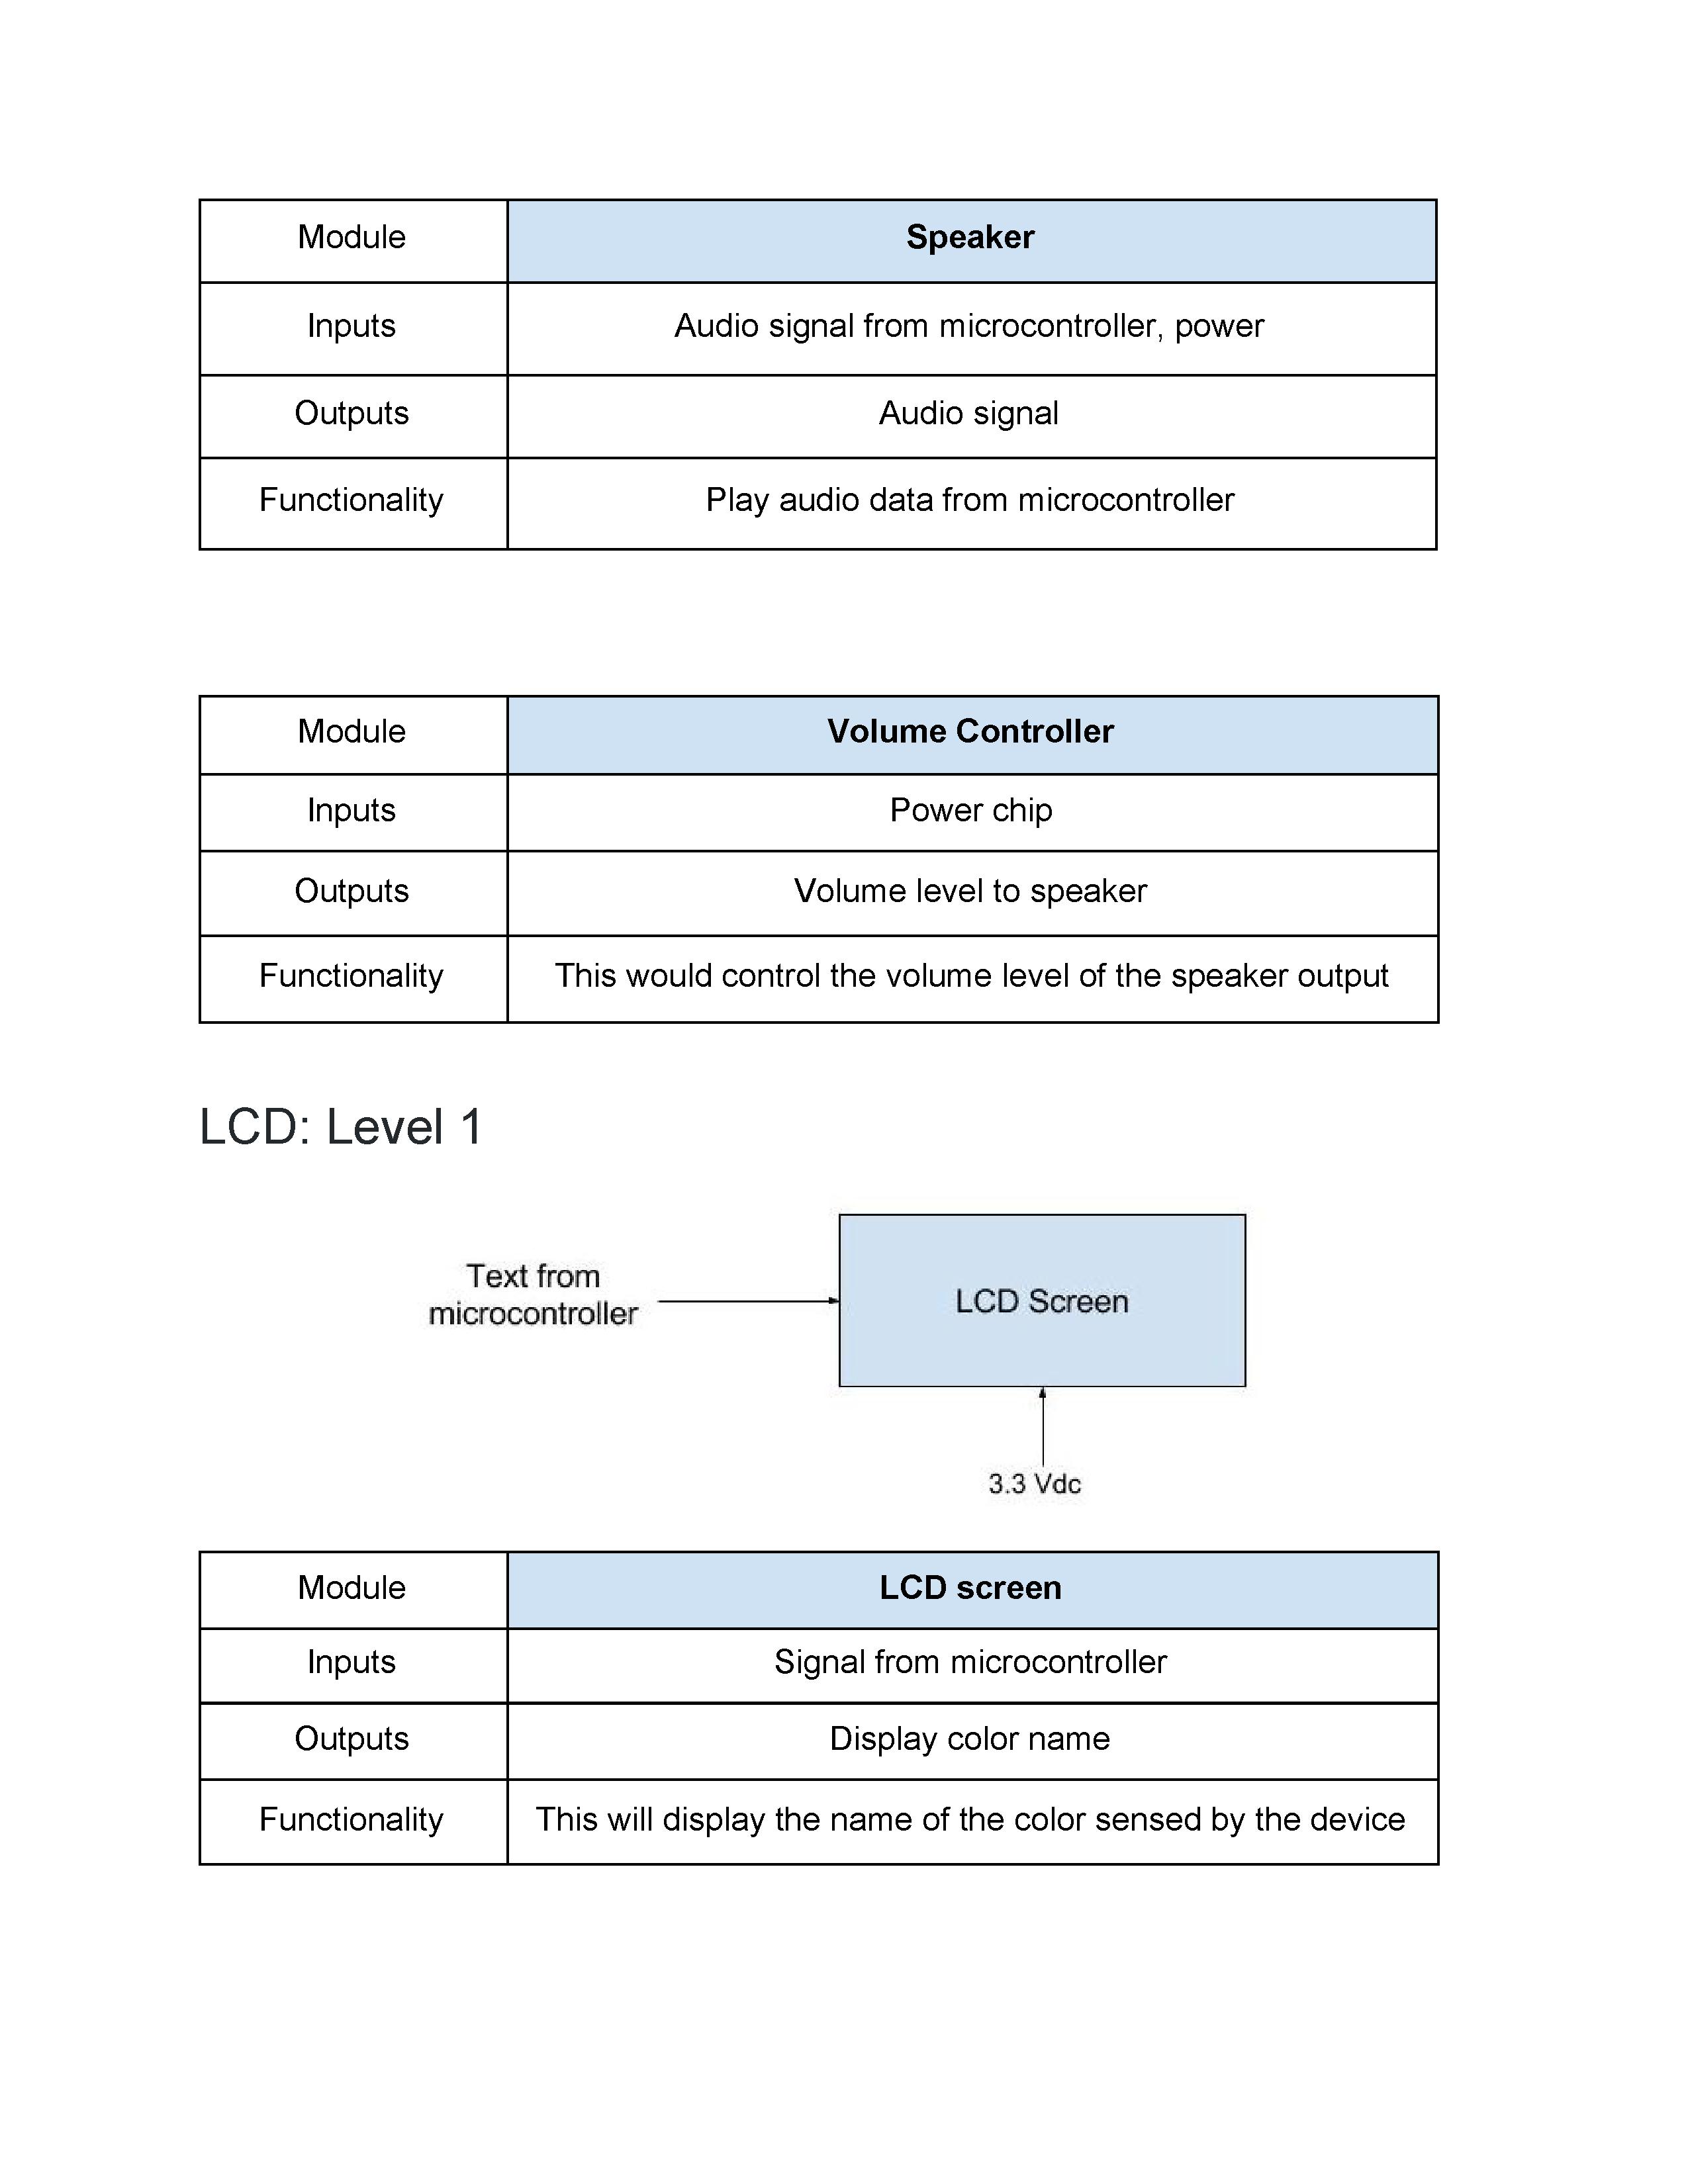 Module Speaker
Inputs Audio signal from microcontroller, power
Outputs Audio signal
Functionality Play audio data from microcontroller
Module Volume Controller
Inputs Power chip
Outputs Volume level to speaker
Functionality This would control the volume level of the speaker output
LCD: Level 1
Text from
microcontroller
LCD Screen
3.3 Vdc
Module LCD screen
Inputs Signal from microcontroller
Outputs Display color name
Functionality This will display the name of the color sensed by the device